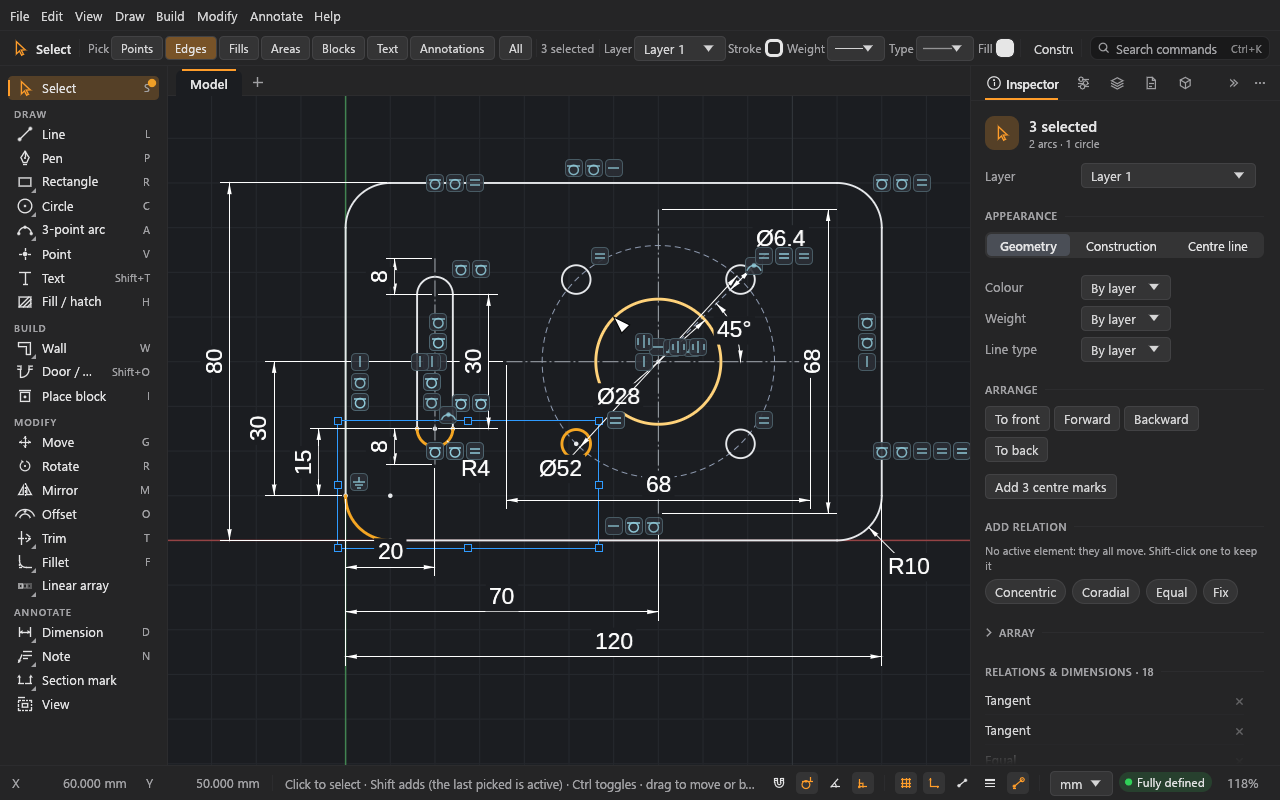 File Edit View Draw Build Modify Annotate Help
Select Pick Points Edges Fills Areas Blocks Text Annotations All 3 selected Layer Layer 1 Stroke Weight Type Fill Constru Search commands Ctrl+K
Model
Select S
DRAW
Line L
Pen P
Rectangle R
Circle C
3-point arc A
Point V
Text Shift+T
Fill / hatch H
BUILD
Wall W
Door / ... Shift+O
Place block I
MODIFY
Move G
Rotate R
Mirror M
Offset O
Trim T
Fillet F
Linear array
ANNOTATE
Dimension D
Note N
Section mark
View
Ø6.4
8
45°
80
30
68
Ø28
30
15
8
R4
Ø52
68
20
R10
70
120
Inspector
3 selected
2 arcs · 1 circle
Layer Layer 1
APPEARANCE
Geometry Construction Centre line
Colour By layer
Weight By layer
Line type By layer
ARRANGE
To front Forward Backward
To back
Add 3 centre marks
ADD RELATION
No active element: they all move. Shift-click one to keep
it
Concentric Coradial Equal Fix
ARRAY
RELATIONS & DIMENSIONS · 18
Tangent
Tangent
Equal
X 60.000 mm Y 50.000 mm Click to select · Shift adds (the last picked is active) · Ctrl toggles · drag to move or b... mm Fully defined 118%